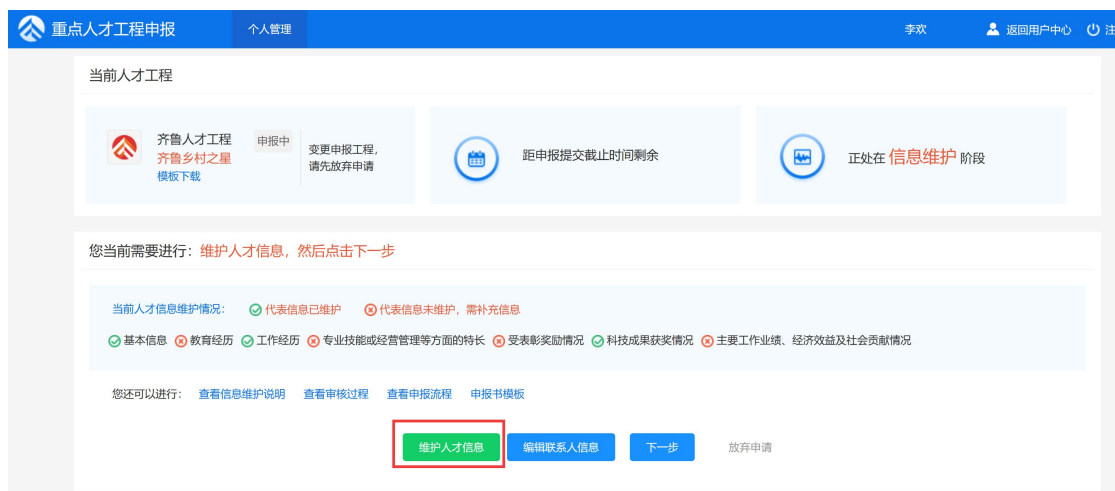 重点人才工程申报 个人管理 李欢 返回用户中心 注
当前人才工程
齐鲁人才工程 申报中
齐鲁乡村之星
模板下载
变更申报工程,
请先放弃申请
距申报提交截止时间剩余
正处在 信息维护 阶段
您当前需要进行：维护人才信息，然后点击下一步
当前人才信息维护情况： 代表信息已维护 代表信息未维护，需补充信息
基本信息 教育经历 工作经历 专业技能或经营管理等方面的特长 受表彰奖励情况 科技成果获奖情况 主要工作业绩、经济效益及社会贡献情况
您还可以进行： 查看信息维护说明 查看审核过程 查看申报流程 申报书模板
维护人才信息 编辑联系人信息 下一步 放弃申请